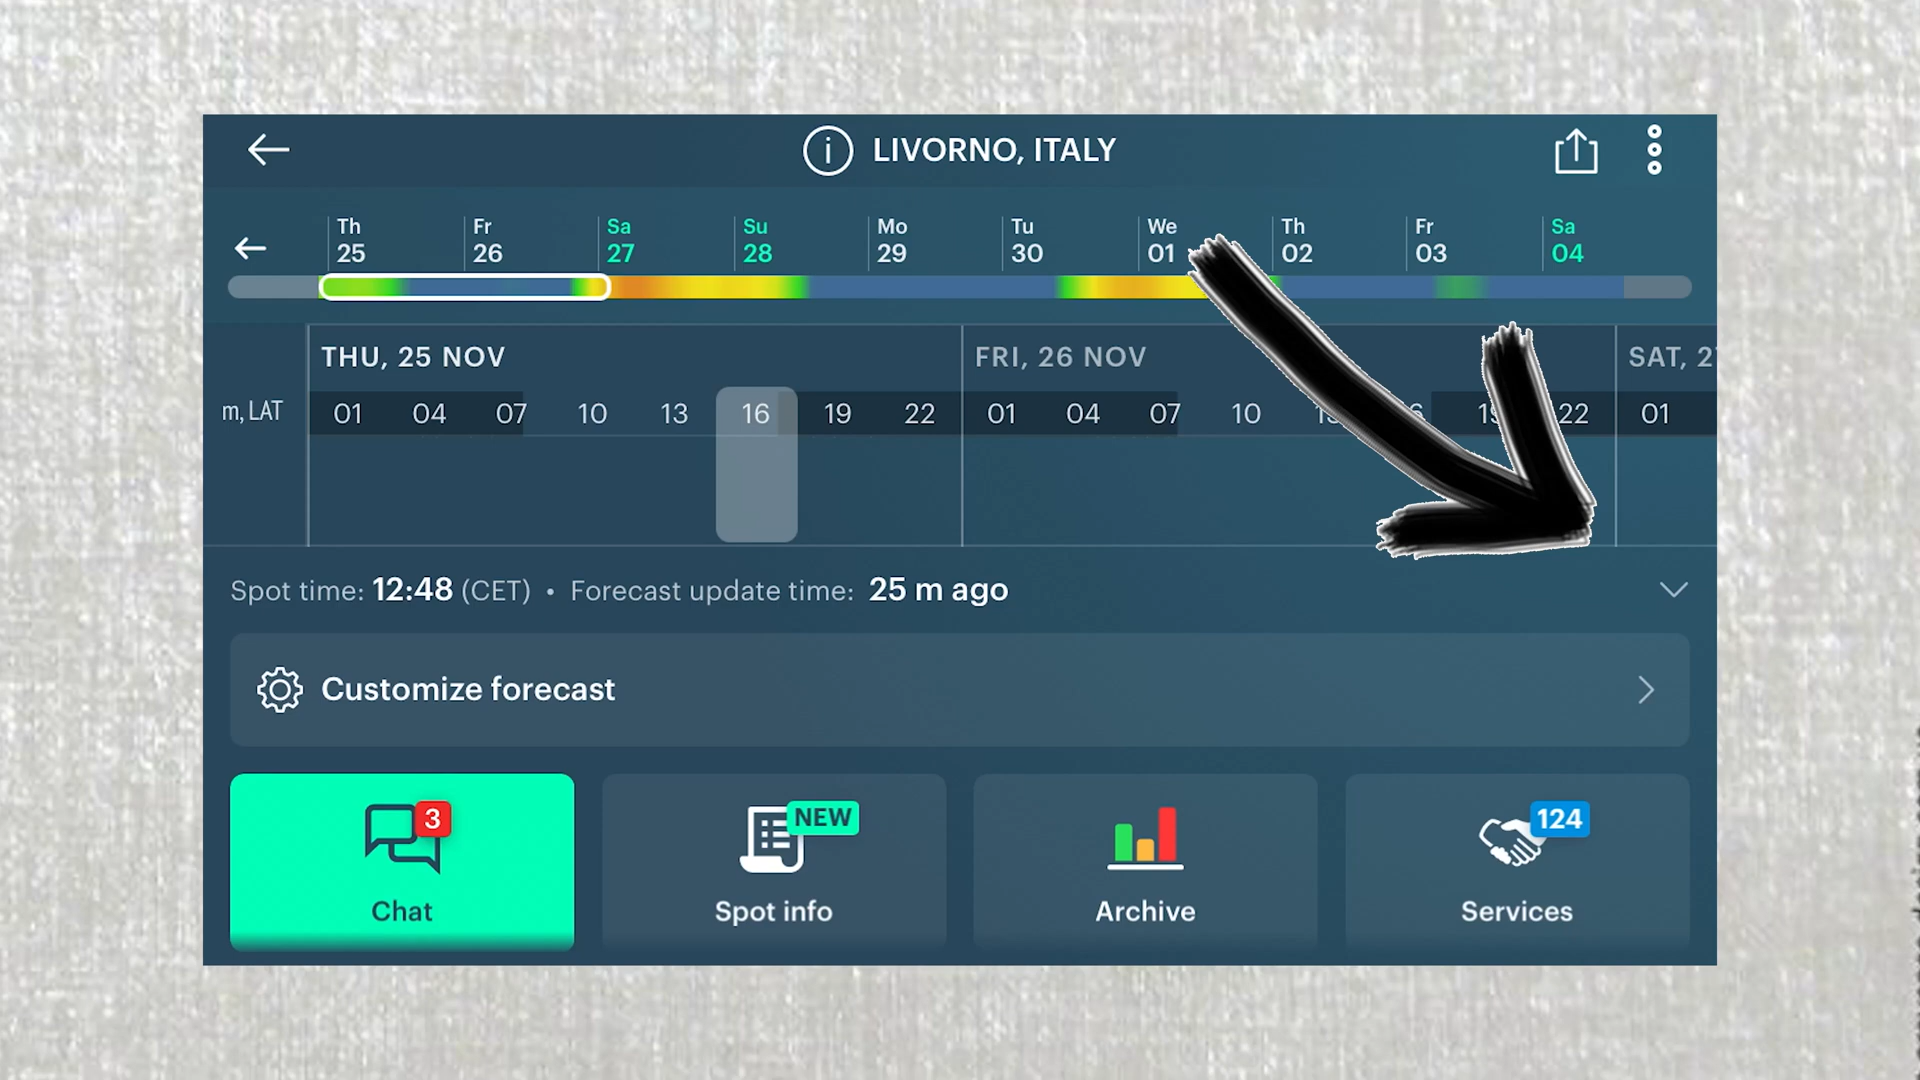 LIVORNO, ITALY
Th Fr Sa Su Mo Tu We Th Fr Sa
25 26 27 28 29 30 01 02 03 04
THU, 25 NOV FRI, 26 NOV SAT, 2
m, LAT 01 04 07 10 13 16 19 22 01 04 07 10 22 01
Spot time: 12:48 (CET) • Forecast update time: 25 m ago
Customize forecast
3 NEW 124
Chat Spot info Archive Services